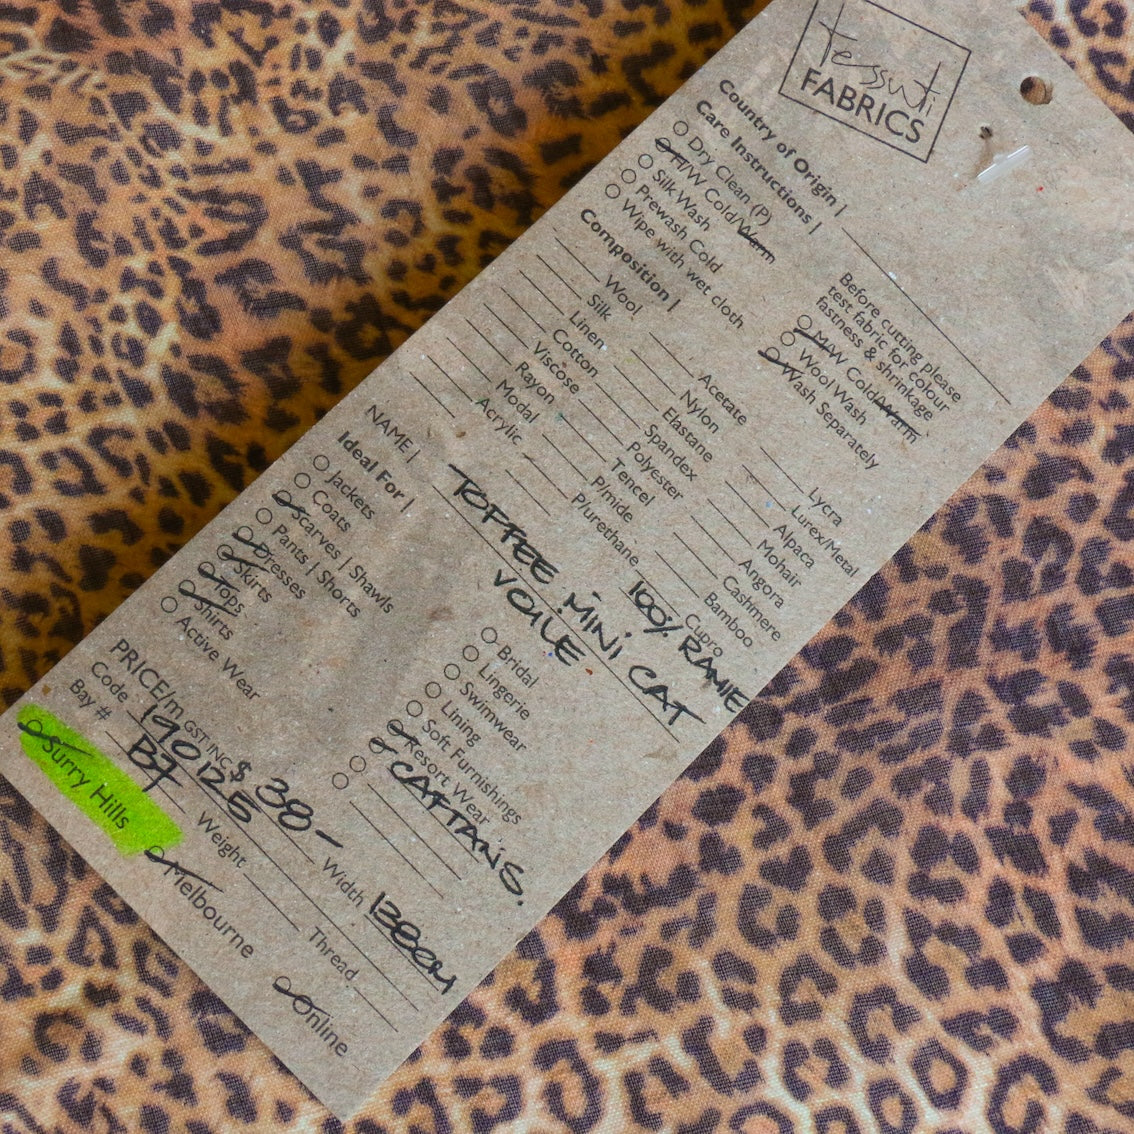 tessuti
FABRICS
Country of Origin |
Care Instructions |
Dry Clean (P)
H/W Cold/Warm
Silk Wash
Prewash Cold
Wipe with wet cloth
Before cutting please
test fabric for colour
fastness & shrinkage
M/W Cold/Warm
Wool Wash
Wash Separately
Composition |
Wool
Silk
Linen
Cotton
Viscose
Rayon
Modal
Acrylic
Acetate
Nylon
Elastane
Spandex
Polyester
Tencel
P/mide
P/urethane
Lycra
Lurex/Metal
Alpaca
Mohair
Angora
Cashmere
Bamboo
Cupro
100% RAMIE
NAME | TOFFEE MINI CAT
VOILE
Ideal For |
Jackets
Coats
Scarves | Shawls
Pants | Shorts
Dresses
Skirts
Tops
Shirts
Active Wear
Bridal
Lingerie
Swimwear
Lining
Soft Furnishings
Resort Wear
CAFTANS.
PRICE/m GST INC $ 38-
Code 190125
Bay # B7
Width 138cm
Weight
Thread
Surry Hills
Melbourne
Online